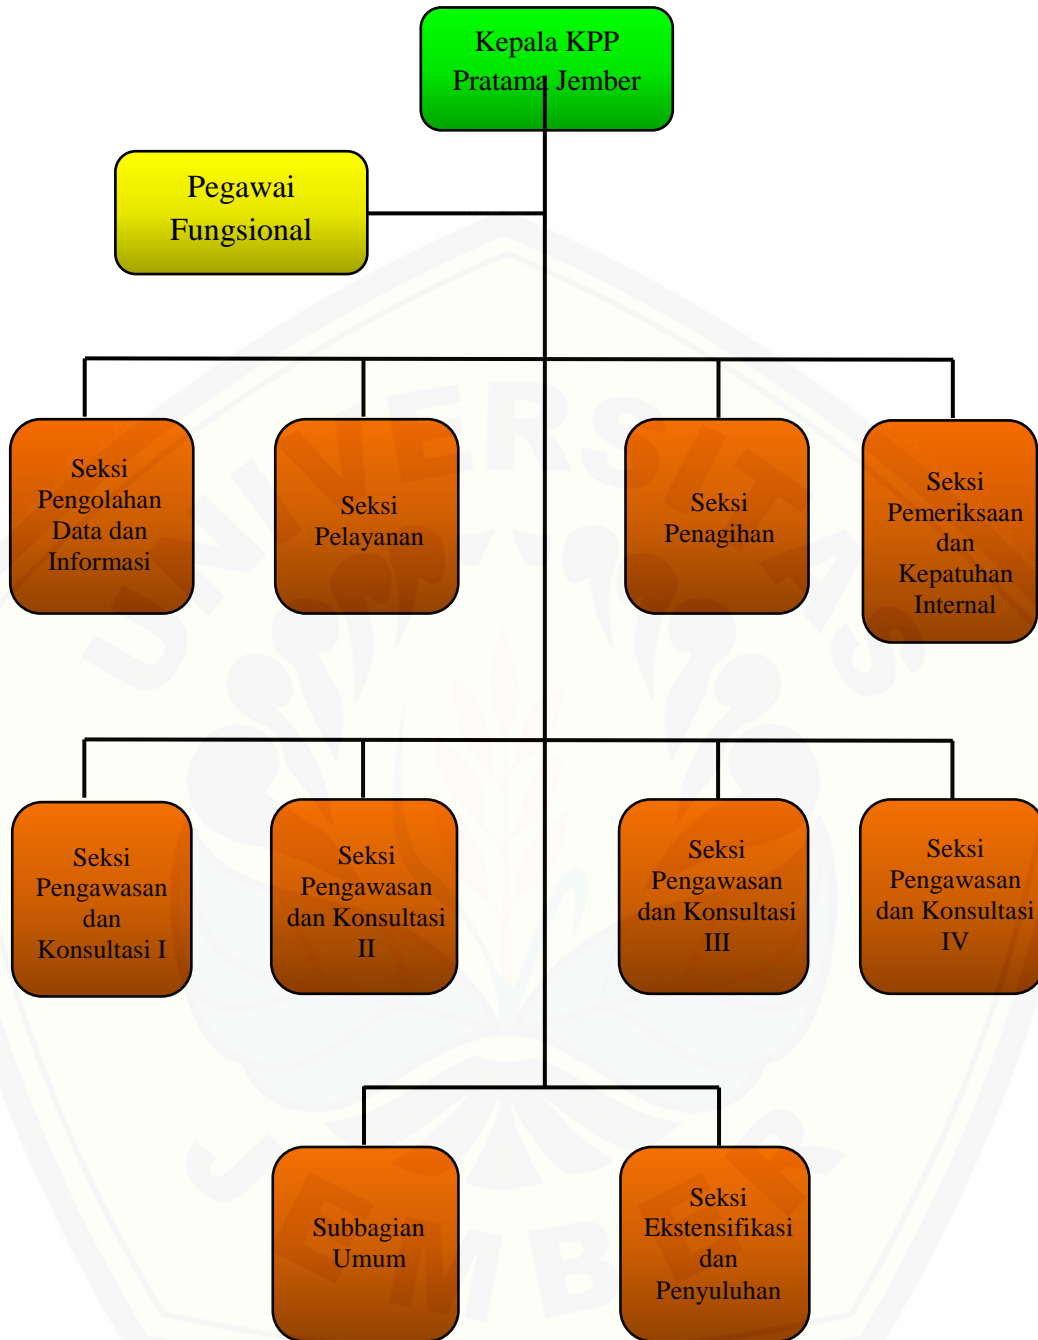 Kepala KPP
Pratama Jember
Pegawai
Fungsional
Seksi
Pengolahan
Data dan
Informasi
Seksi
Pelayanan
Seksi
Penagihan
Seksi
Pemeriksaan
dan
Kepatuhan
Internal
Seksi
Pengawasan
dan
Konsultasi I
Seksi
Pengawasan
dan Konsultasi
II
Seksi
Pengawasan
dan Konsultasi
III
Seksi
Pengawasan
dan Konsultasi
IV
Subbagian
Umum
Seksi
Ekstensifikasi
dan
Penyuluhan
UNIVERSITAS
JEMBER